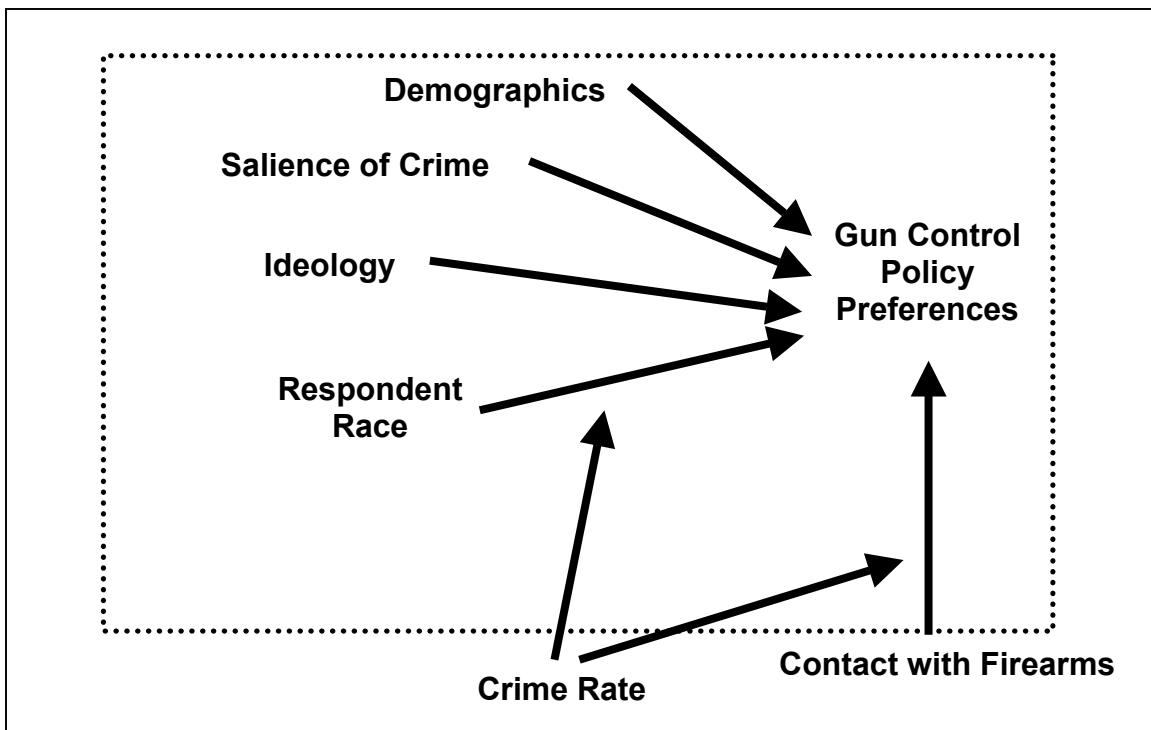 Demographics
Salience of Crime
Gun Control
Policy
Preferences
Ideology
Respondent
Race
Contact with Firearms
Crime Rate